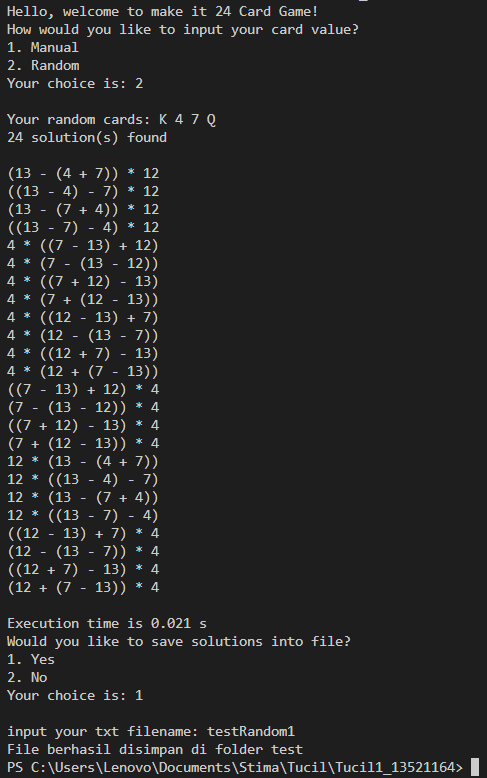 Hello, welcome to make it 24 Card Game!
How would you like to input your card value?
1. Manual
2. Random
Your choice is: 2
Your random cards: K 4 7 Q
24 solution(s) found
(13 - (4 + 7)) * 12
((13 - 4) - 7) * 12
(13 - (7 + 4)) * 12
((13 - 7) - 4) * 12
4 * ((7 - 13) + 12)
4 * (7 - (13 - 12))
4 * ((7 + 12) - 13)
4 * (7 + (12 - 13))
4 * ((12 - 13) + 7)
4 * (12 - (13 - 7))
4 * ((12 + 7) - 13)
4 * (12 + (7 - 13))
((7 - 13) + 12) * 4
(7 - (13 - 12)) * 4
((7 + 12) - 13) * 4
(7 + (12 - 13)) * 4
12 * (13 - (4 + 7))
12 * ((13 - 4) - 7)
12 * (13 - (7 + 4))
12 * ((13 - 7) - 4)
((12 - 13) + 7) * 4
(12 - (13 - 7)) * 4
((12 + 7) - 13) * 4
(12 + (7 - 13)) * 4
Execution time is 0.021 s
Would you like to save solutions into file?
1. Yes
2. No
Your choice is: 1
input your txt filename: testRandom1
File berhasil disimpan di folder test
PS C:\Users\Lenovo\Documents\Stima\Tucil\Tucil1_13521164>